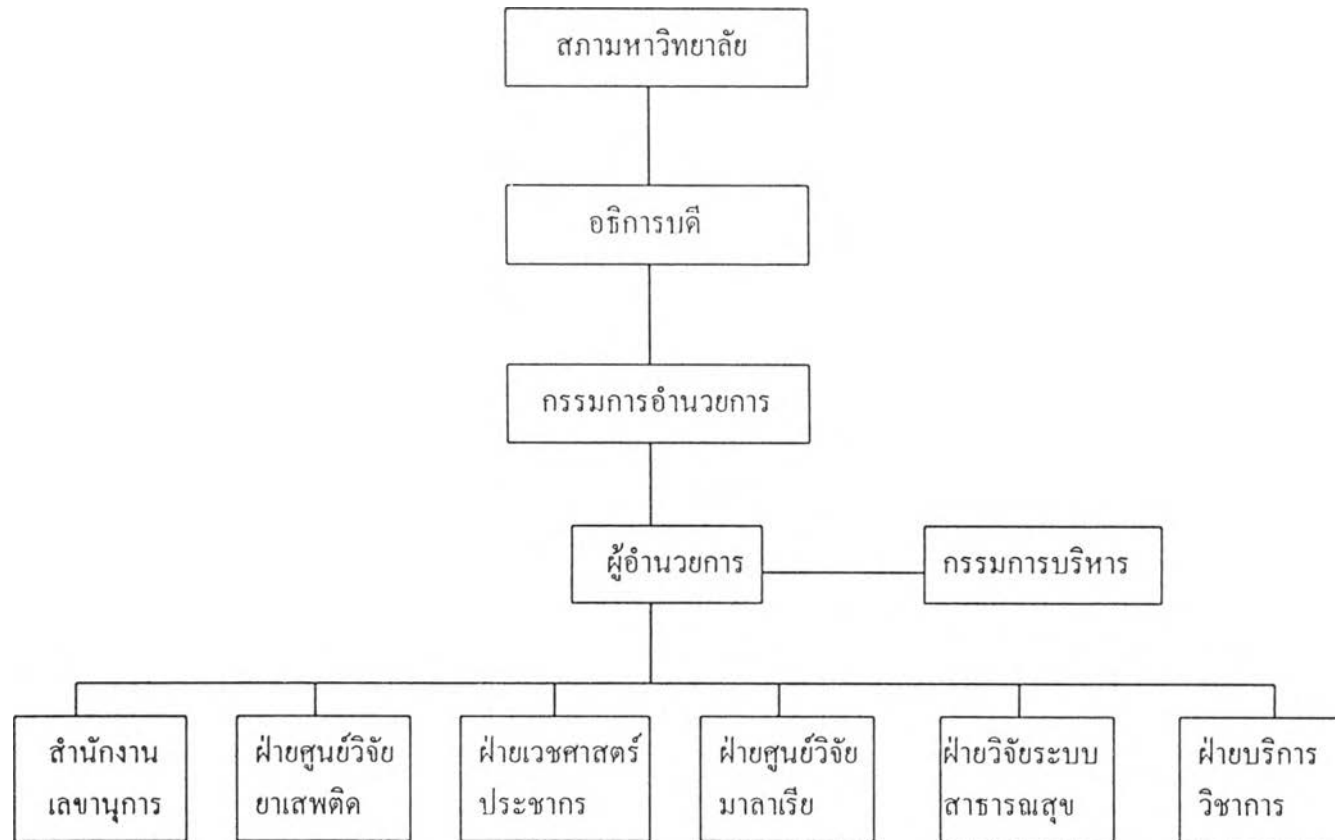 สภามหาวิทยาลัย
อธิการบดี
กรรมการอำนวยการ
ผู้อำนวยการ
กรรมการบริหาร
สำนักงาน
เลขานุการ
ฝ่ายศูนย์วิจัย
ยาเสพติด
ฝ่ายเวชศาสตร์
ประชากร
ฝ่ายศูนย์วิจัย
มาลาเรีย
ฝ่ายวิจัยระบบ
สาธารณสุข
ฝ่ายบริการ
วิชาการ